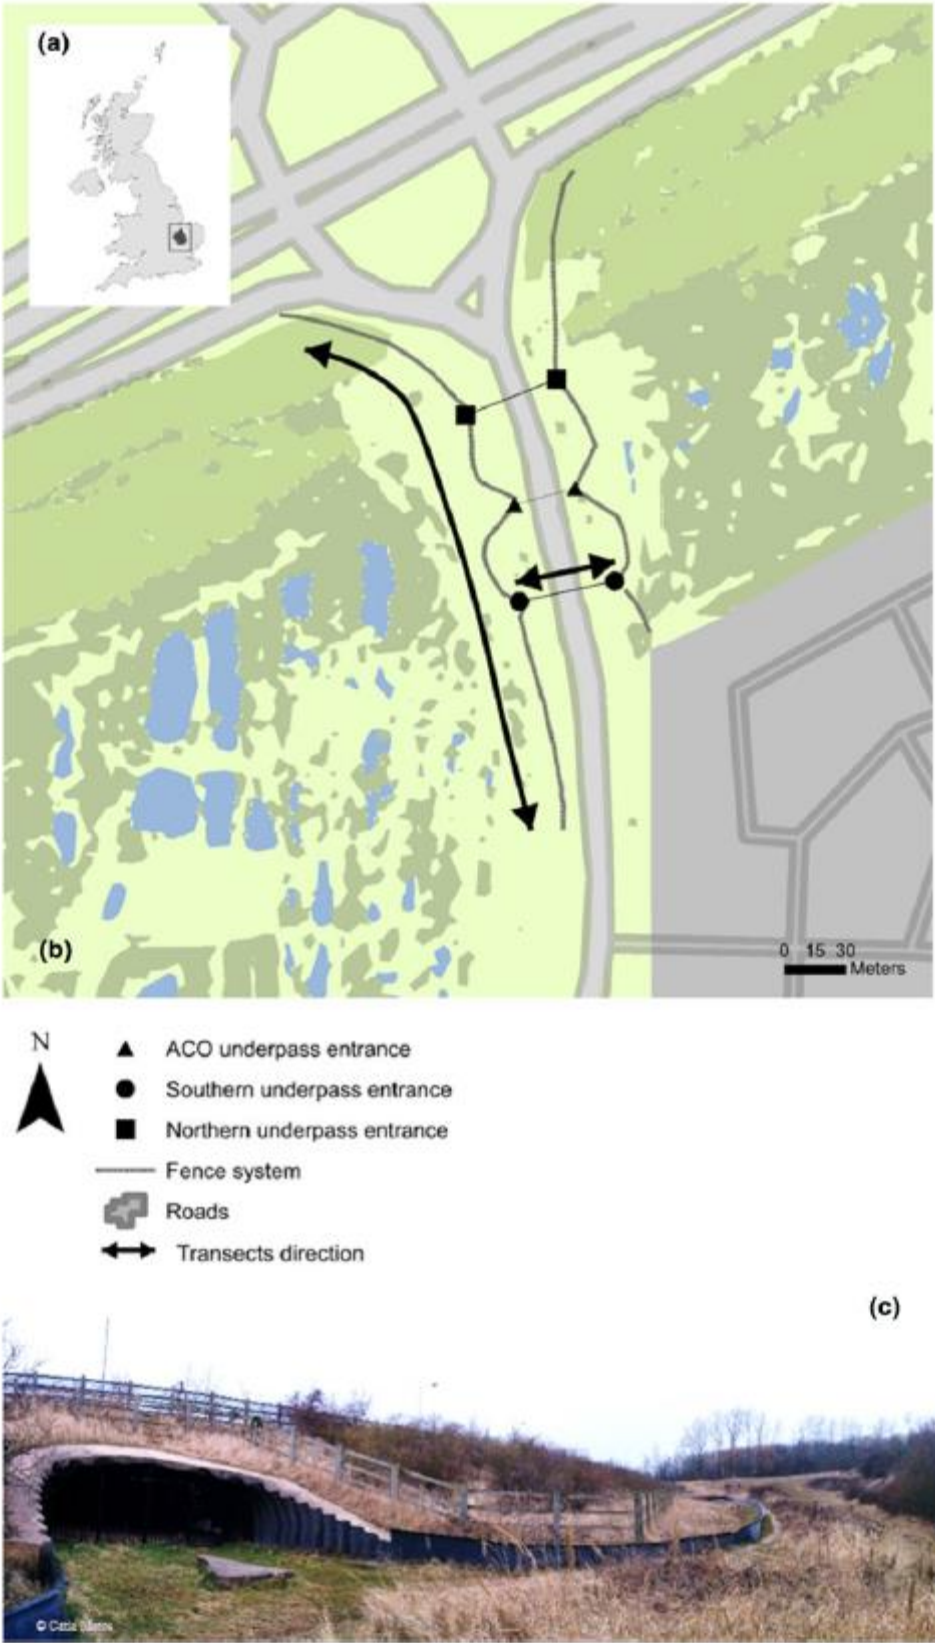 (a)
(b)
0 15 30
Meters
N
ACO underpass entrance
Southern underpass entrance
Northern underpass entrance
Fence system
Roads
Transects direction
(c)
©